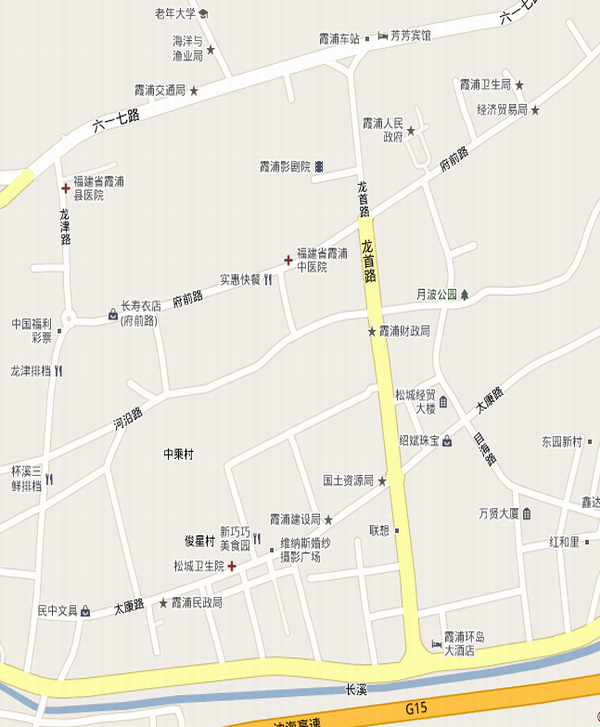 老年大学
六一七路
海洋与
渔业局
霞浦车站
芳芳宾馆
霞浦交通局
霞浦卫生局
经济贸易局
六一七路
霞浦人民
政府
府前路
霞浦影剧院
福建省霞浦
县医院
龙首路
龙津路
龙首路
福建省霞浦
中医院
实惠快餐
府前路
月波公园
长寿衣店
(府前路)
中国福利
彩票
霞浦财政局
龙津排档
松城经贸
大楼
太康路
河沿路
绍斌珠宝
目海路
东园新村
中乘村
杯溪三
鲜排档
国土资源局
万贤大厦
霞浦建设局
新巧巧
美食园
俊星村
联想
维纳斯婚纱
摄影广场
红和里
松城卫生院
民中文具
太康路
霞浦民政局
霞浦环岛
大酒店
长溪
G15
沈海高速